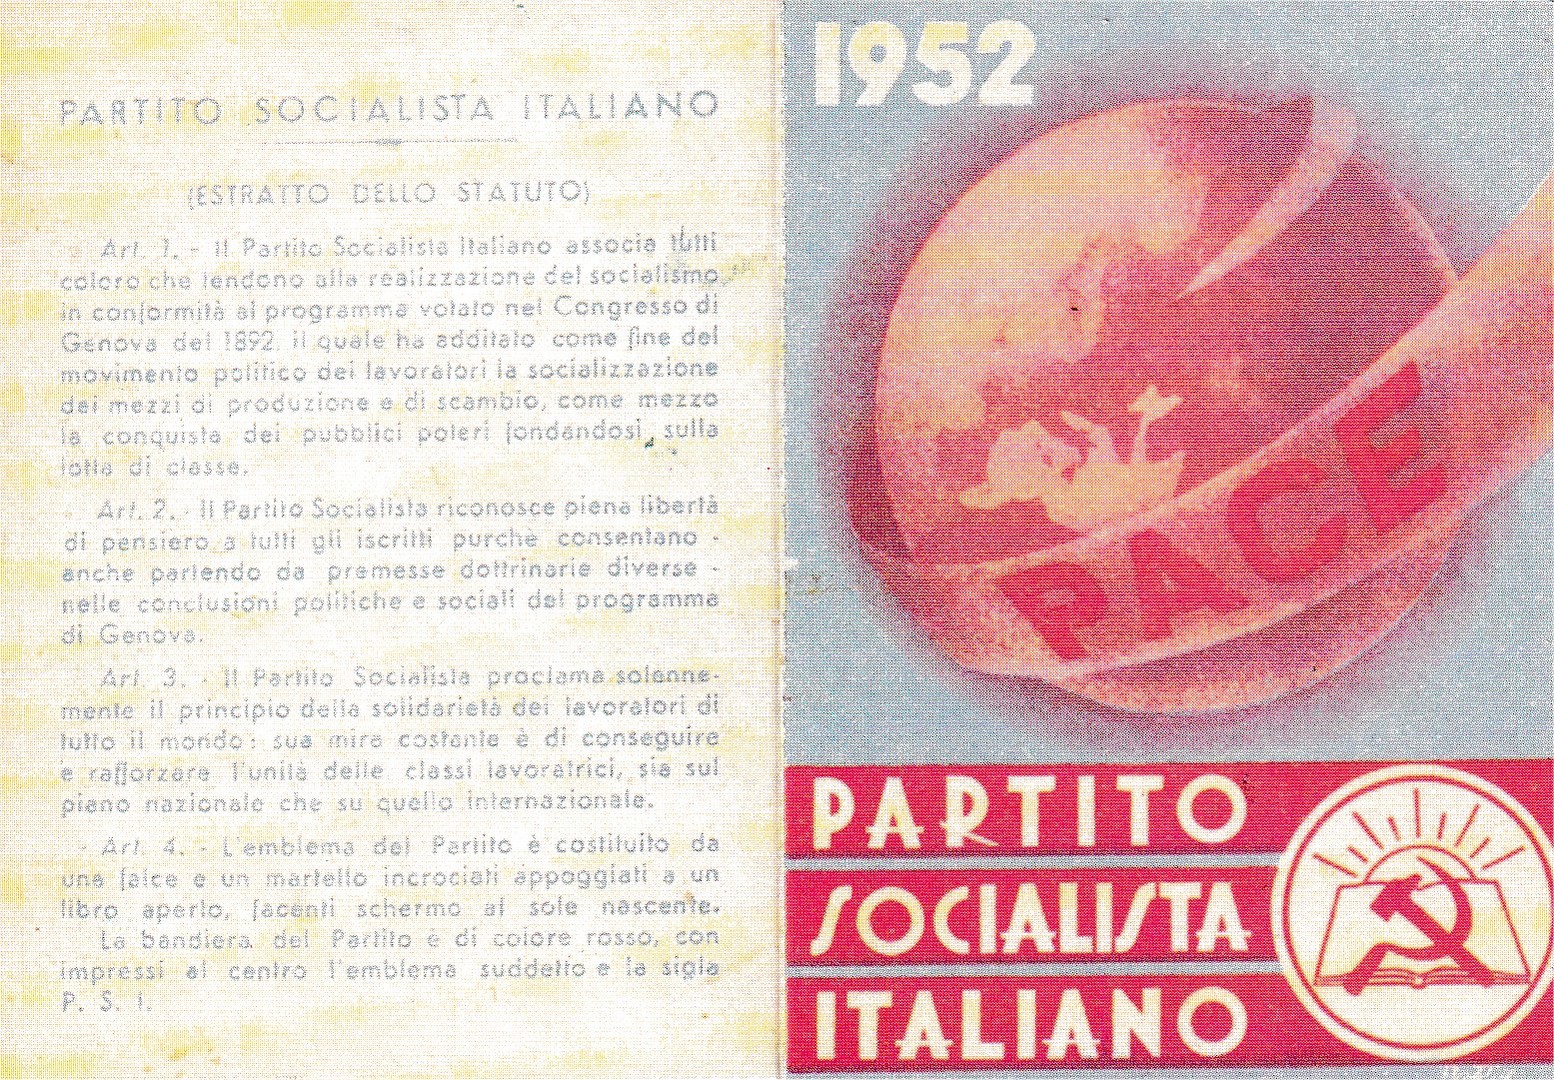 PARTITO SOCIALISTA ITALIANO
(ESTRATTO DELLO STATUTO)
Art. 1. - Il Partito Socialista Italiano associa tutti
coloro che tendono alla realizzazione del socialismo
in conformità al programma votato nel Congresso di
Genova del 1892 il quale ha additato come fine del
movimento politico dei lavoratori la socializzazione
dei mezzi di produzione e di scambio, come mezzo
la conquista dei pubblici poteri fondandosi sulla
lotta di classe.
Art. 2. - Il Partito Socialista riconosce piena libertà
di pensiero a tutti gli iscritti purchè consentano -
anche partendo da premesse dottrinarie diverse -
nelle conclusioni politiche e sociali del programma
di Genova.
Art. 3. - Il Partito Socialista proclama solenne-
mente il principio della solidarietà dei lavoratori di
tutto il mondo: sua mira costante è di conseguire
e rafforzare l'unità delle classi lavoratrici, sia sul
piano nazionale che su quello internazionale.
Art. 4. - L'emblema del Partito è costituito da
una falce e un martello incrociati appoggiati a un
libro aperto, facenti schermo al sole nascente.
La bandiera del Partito è di colore rosso, con
impressi al centro l'emblema suddetto e la sigla
P. S. I.
1952
PACE
PARTITO
SOCIALISTA
ITALIANO